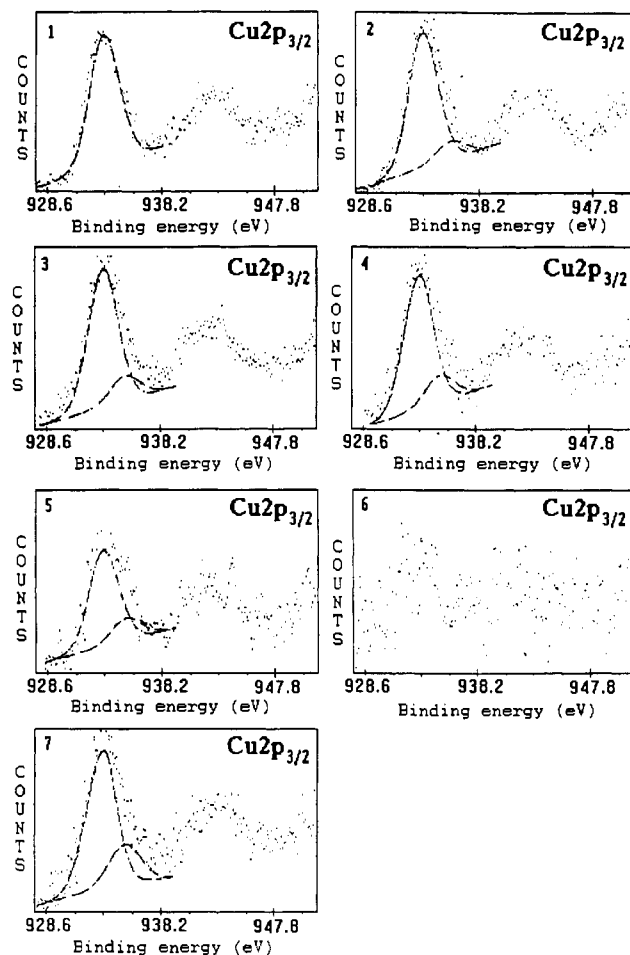 1 Cu2p3/2
COUNTS
928.6 938.2 947.8
Binding energy (eV)
2 Cu2p3/2
COUNTS
928.6 938.2 947.8
Binding energy (eV)
3 Cu2p3/2
COUNTS
928.6 938.2 947.8
Binding energy (eV)
4 Cu2p3/2
COUNTS
928.6 938.2 947.8
Binding energy (eV)
5 Cu2p3/2
COUNTS
928.6 938.2 947.8
Binding energy (eV)
6 Cu2p3/2
COUNTS
928.6 938.2 947.8
Binding energy (eV)
7 Cu2p3/2
COUNTS
928.6 938.2 947.8
Binding energy (eV)